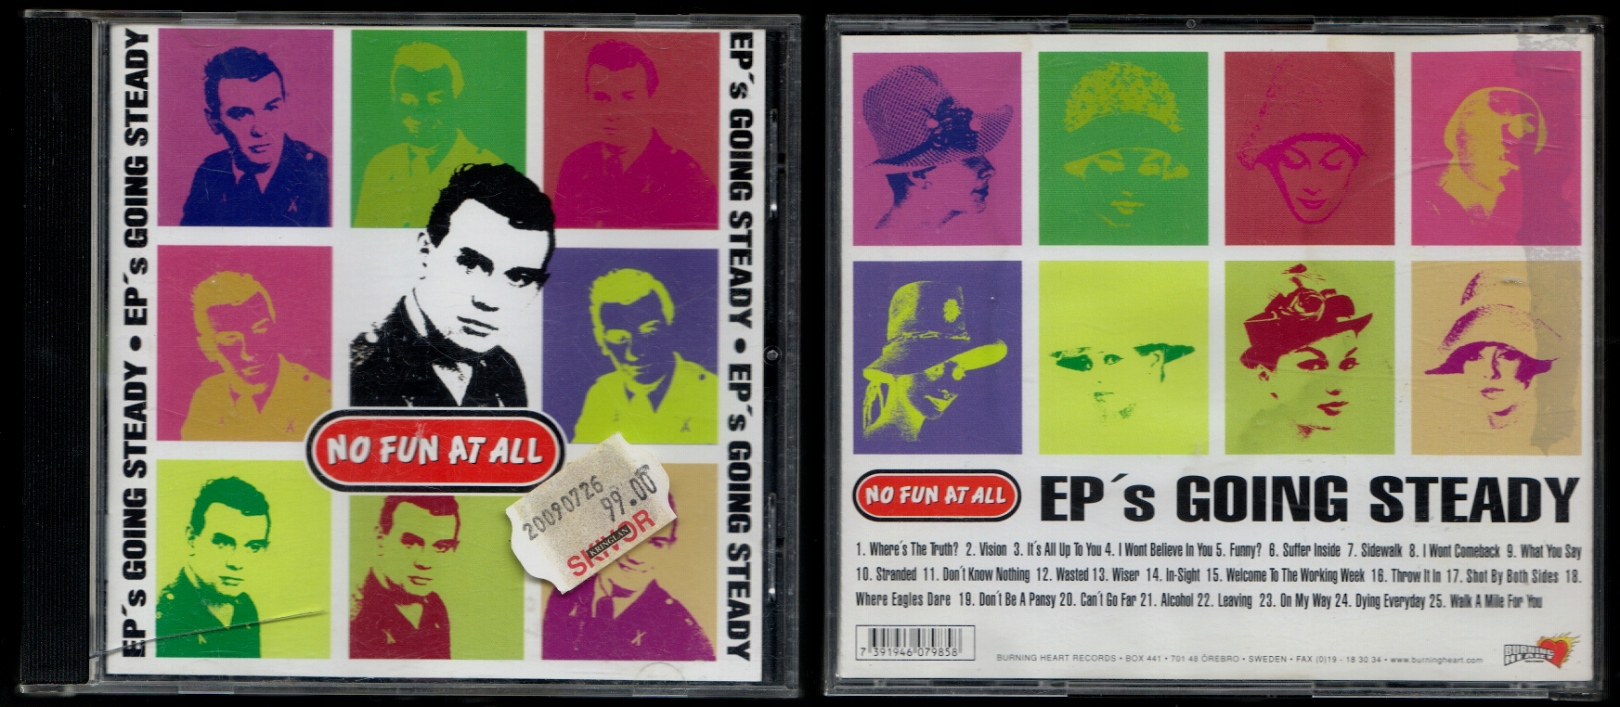 EP´s GOING STEADY • EP´s GOING STEADY
EP´s GOING STEADY • EP´s GOING STEADY
NO FUN AT ALL
20090726
99.00
SKIVOR
KRINGLAN
NO FUN AT ALL
EP´s GOING STEADY
1. Where´s The Truth? 2. Vision 3. It´s All Up To You 4. I Wont Believe In You 5. Funny? 6. Suffer Inside 7. Sidewalk 8. I Wont Comeback 9. What You Say
10. Stranded 11. Don´t Know Nothing 12. Wasted 13. Wiser 14. In-Sight 15. Welcome To The Working Week 16. Throw It In 17. Shot By Both Sides 18.
Where Eagles Dare 19. Don´t Be A Pansy 20. Can´t Go Far 21. Alcohol 22. Leaving 23. On My Way 24. Dying Everyday 25. Walk A Mile For You
7 391946 079858
BURNING HEART RECORDS • BOX 441 • 701 48 ÖREBRO • SWEDEN • FAX (0)19 - 18 30 34 • www.burningheart.com
BURNING
HEART